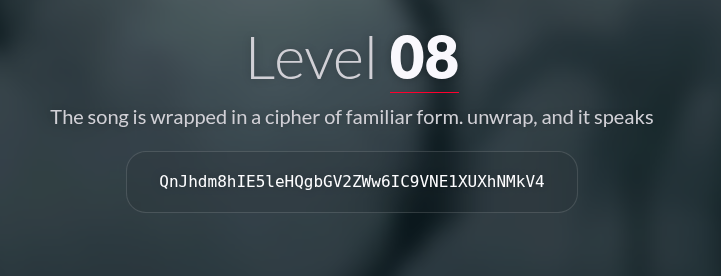 Level 08
The song is wrapped in a cipher of familiar form. unwrap, and it speaks
QnJhdm8hIE5leHQgbGV2ZWw6IC9VNE1XUXhNMkV4